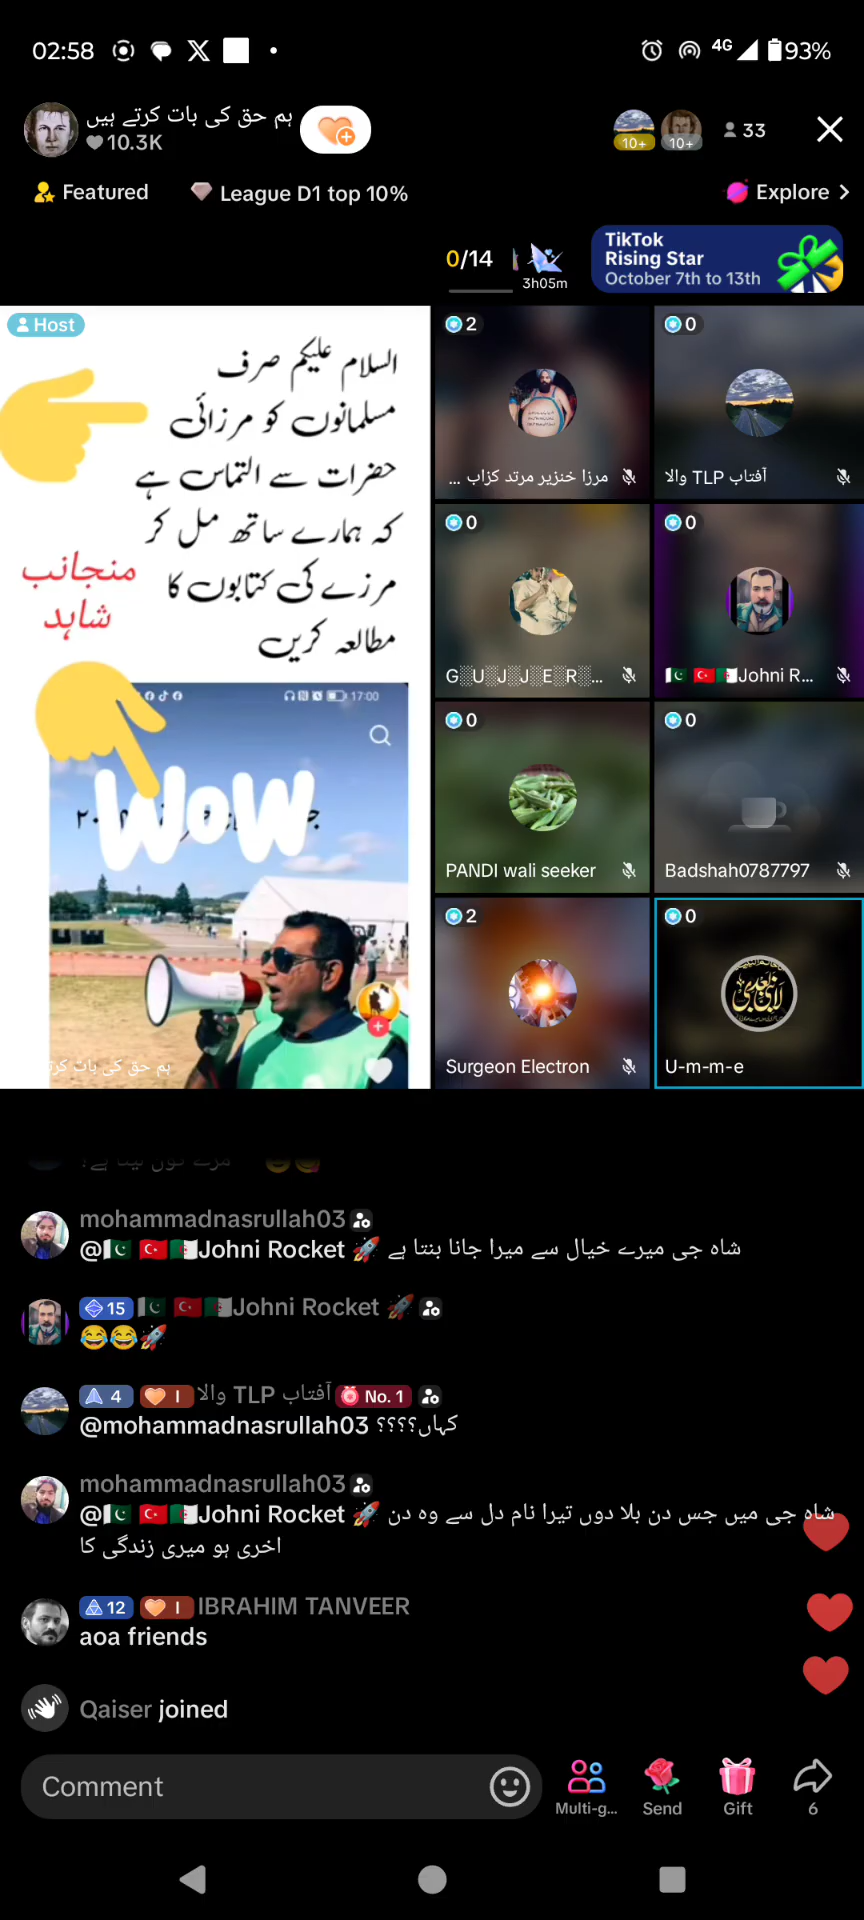 02:58
4G
93%
ہم حق کی بات کرتے ہیں
10.3K
10+
10+
33
Featured
League D1 top 10%
Explore
0/14
3h05m
TikTok
Rising Star
October 7th to 13th
Host
السلام علیکم صرف
مسلمانوں کو مرزائی
حضرات سے التماس ہے
کہ ہمارے ساتھ مل کر
مرزے کی کتابوں کا
مطالعہ کریں
منجانب
شاہد
17:00
WOW
ہم حق کی بات کرتے
2
مرزا خنزیر مرتد کزاب ...
0
آفتاب TLP والا
0
G░U░J░J░E░R░...
0
🇵🇰 🇹🇷🇩🇿Johni R...
0
PANDI wali seeker
0
Badshah0787797
2
Surgeon Electron
0
لا نبی بعدی
U-m-m-e
mohammadnasrullah03
@🇵🇰 🇹🇷🇩🇿Johni Rocket 🚀 شاہ جی میرے خیال سے میرا جانا بنتا ہے
15 🇵🇰 🇹🇷🇩🇿Johni Rocket 🚀
😂😂🚀
4 I آفتاب TLP والا No. 1
@mohammadnasrullah03 کہاں؟؟؟؟
mohammadnasrullah03
@🇵🇰 🇹🇷🇩🇿Johni Rocket 🚀 شاہ جی میں جس دن بلا دوں تیرا نام دل سے وہ دن
اخری ہو میری زندگی کا
12 I IBRAHIM TANVEER
aoa friends
Qaiser joined
Comment
Multi-g...
Send
Gift
6